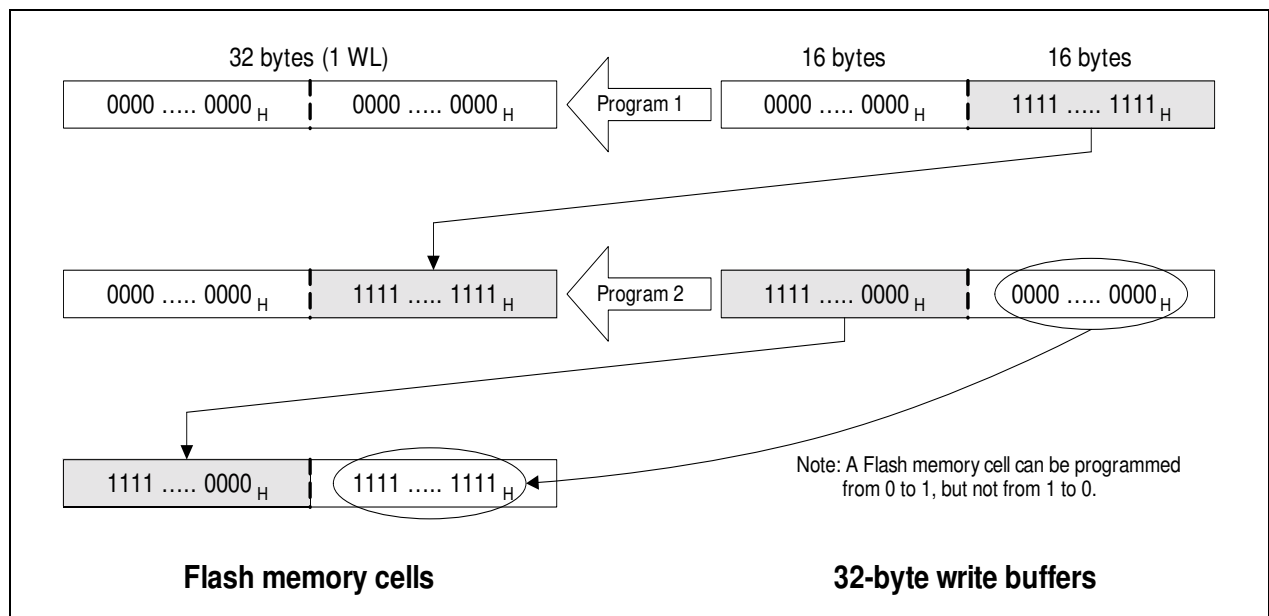 32 bytes (1 WL) 16 bytes 16 bytes
0000 ..... 0000 H 0000 ..... 0000 H Program 1 0000 ..... 0000 H 1111 ..... 1111 H
0000 ..... 0000 H 1111 ..... 1111 H Program 2 1111 ..... 0000 H 0000 ..... 0000 H
1111 ..... 0000 H 1111 ..... 1111 H
Note: A Flash memory cell can be programmed
from 0 to 1, but not from 1 to 0.
Flash memory cells 32-byte write buffers